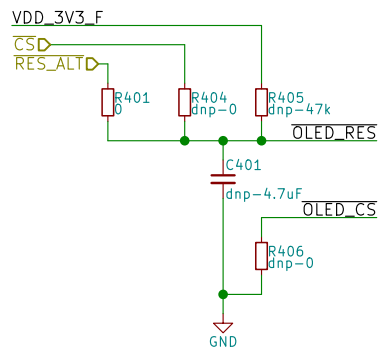 VDD_3V3_F
CS
RES_ALT
R401
0
R404
dnp-0
R405
dnp-47k
OLED_RES
C401
dnp-4.7uF
OLED_CS
R406
dnp-0
GND